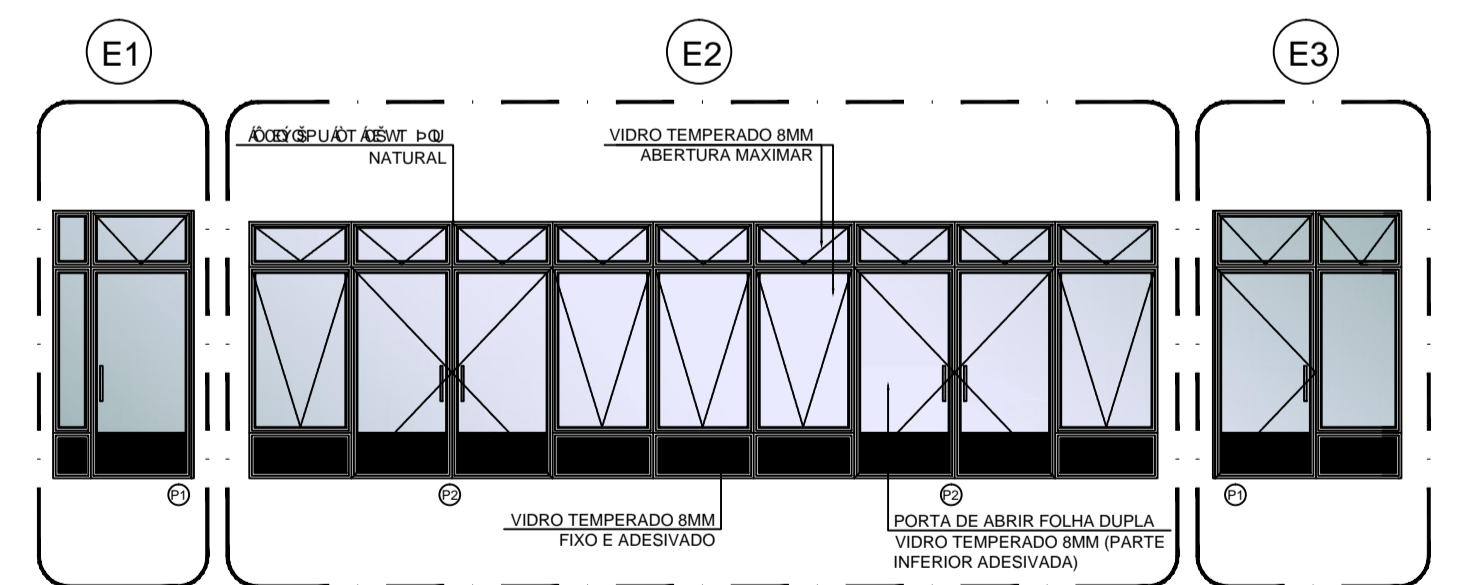 E1
E2
E3
NATURAL
VIDRO TEMPERADO 8MM
ABERTURA MAXIMAR
P1
P2
P2
P1
VIDRO TEMPERADO 8MM
FIXO E ADESIVADO
PORTA DE ABRIR FOLHA DUPLA
VIDRO TEMPERADO 8MM (PARTE
INFERIOR ADESIVADA)